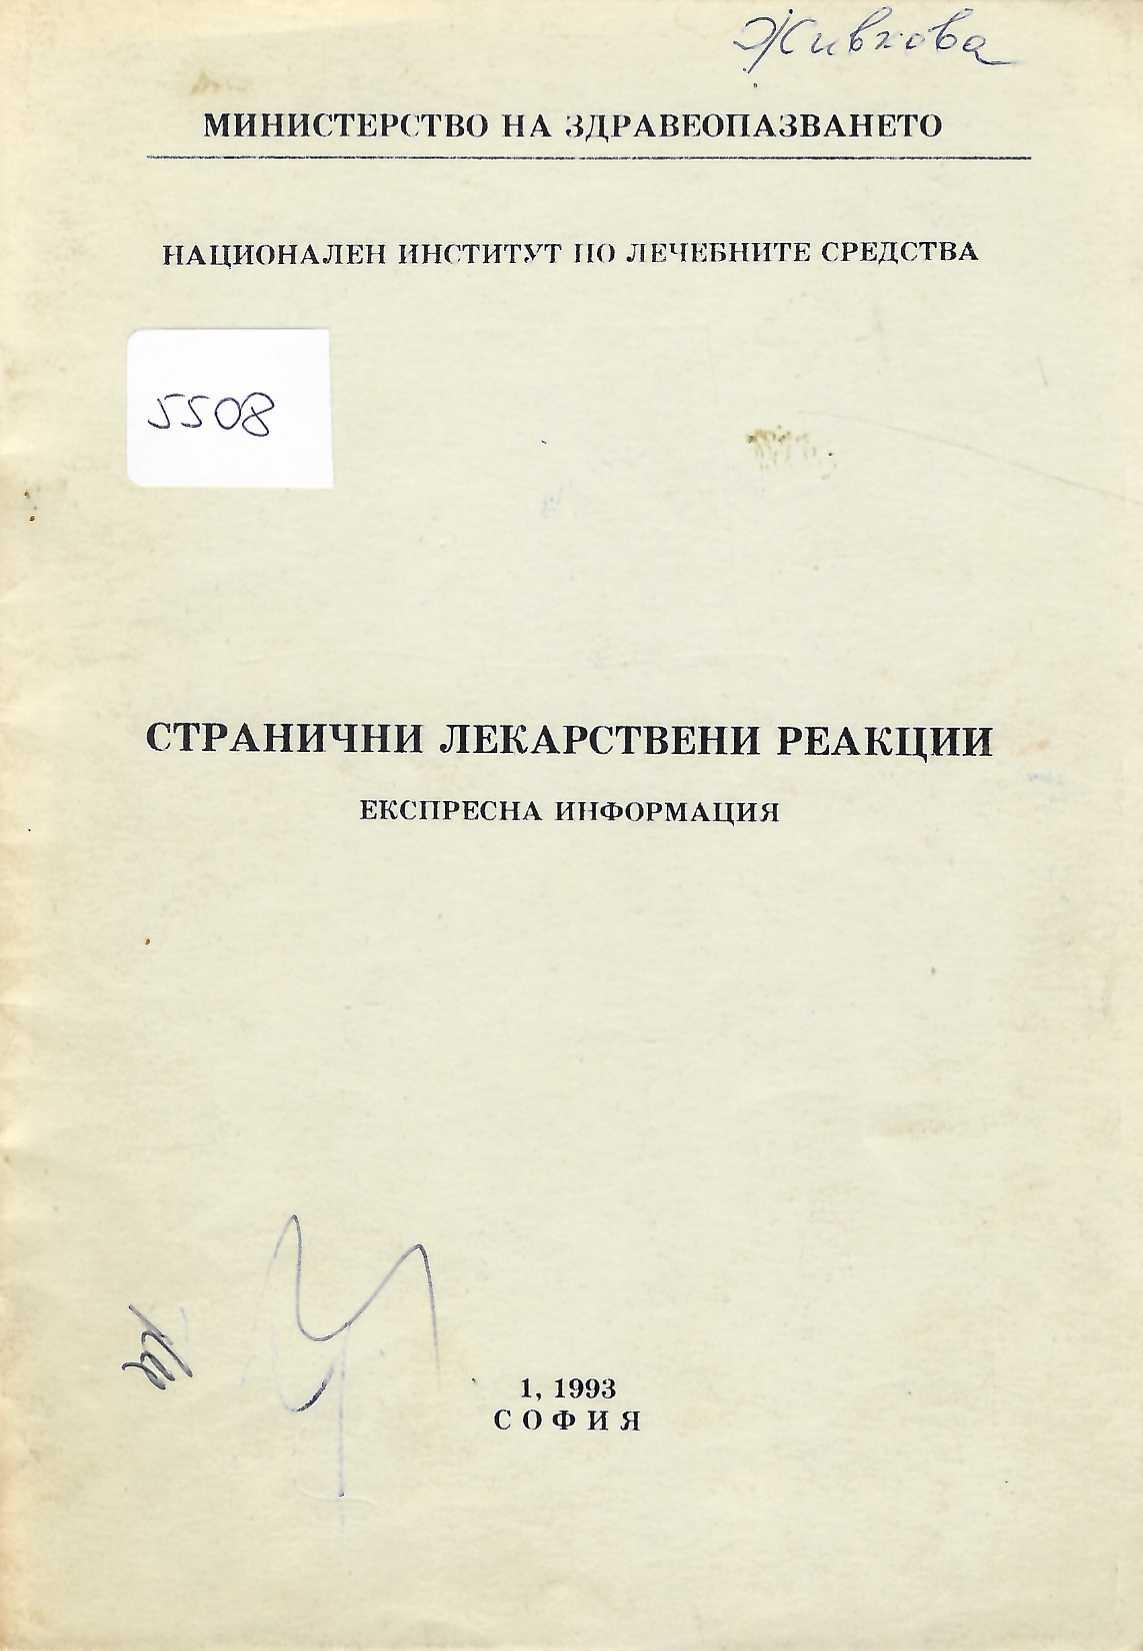 Живкова
МИНИСТЕРСТВО НА ЗДРАВЕОПАЗВАНЕТО
НАЦИОНАЛЕН ИНСТИТУТ ПО ЛЕЧЕБНИТЕ СРЕДСТВА
5508
СТРАНИЧНИ ЛЕКАРСТВЕНИ РЕАКЦИИ
ЕКСПРЕСНА ИНФОРМАЦИЯ
1, 1993
СОФИЯ